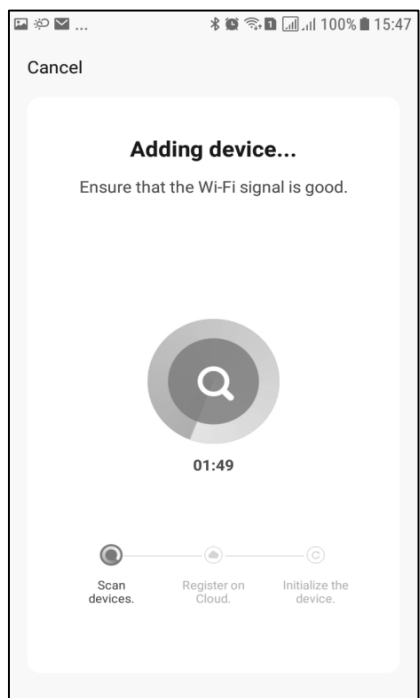 ... 1 100% 15:47
Cancel
Adding device...
Ensure that the Wi-Fi signal is good.
01:49
Scan devices.
Register on Cloud.
Initialize the device.